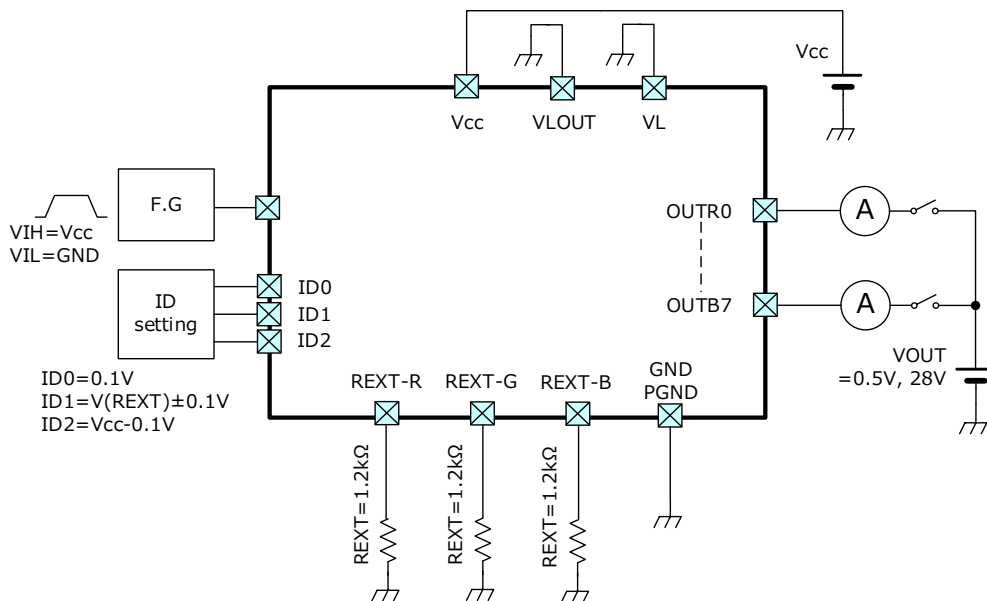 Vcc
Vcc
VLOUT
VL
F.G
VIH=Vcc
VIL=GND
OUTR0
ID
setting
ID0
ID1
ID2
OUTB7
A
A
VOUT
=0.5V, 28V
ID0=0.1V
ID1=V(REXT)±0.1V
ID2=Vcc-0.1V
REXT-R
REXT-G
REXT-B
GND
PGND
REXT=1.2kΩ
REXT=1.2kΩ
REXT=1.2kΩ